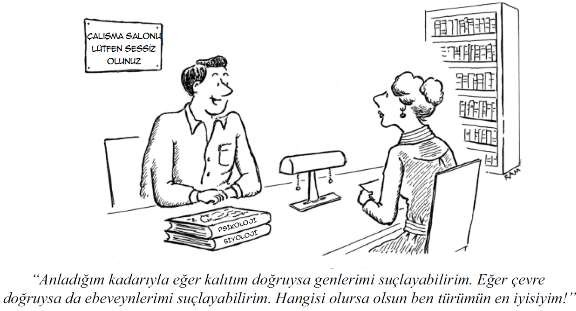 ÇALIŞMA SALONU
LÜTFEN SESSİZ
OLUNUZ
PSİKOLOJİ
BİYOLOJİ
RAM
“Anladığım kadarıyla eğer kalıtım doğruysa genlerimi suçlayabilirim. Eğer çevre
doğruysa da ebeveynlerimi suçlayabilirim. Hangisi olursa olsun ben türümün en iyisiyim!”